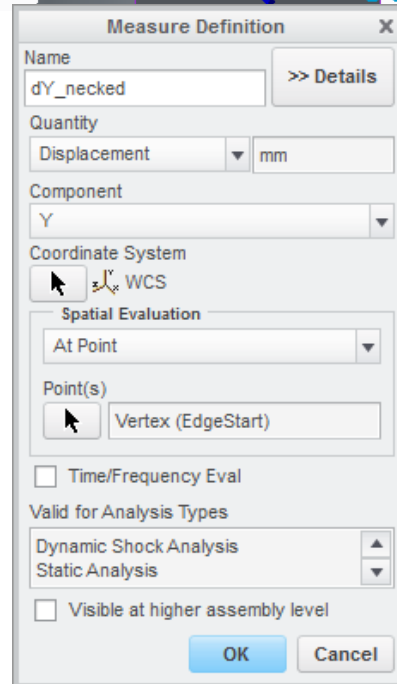 Measure Definition
Name
>> Details
dY_necked
Quantity
Displacement
mm
Component
Y
Coordinate System
WCS
Spatial Evaluation
At Point
Point(s)
Vertex (EdgeStart)
Time/Frequency Eval
Valid for Analysis Types
Dynamic Shock Analysis
Static Analysis
Visible at higher assembly level
OK
Cancel